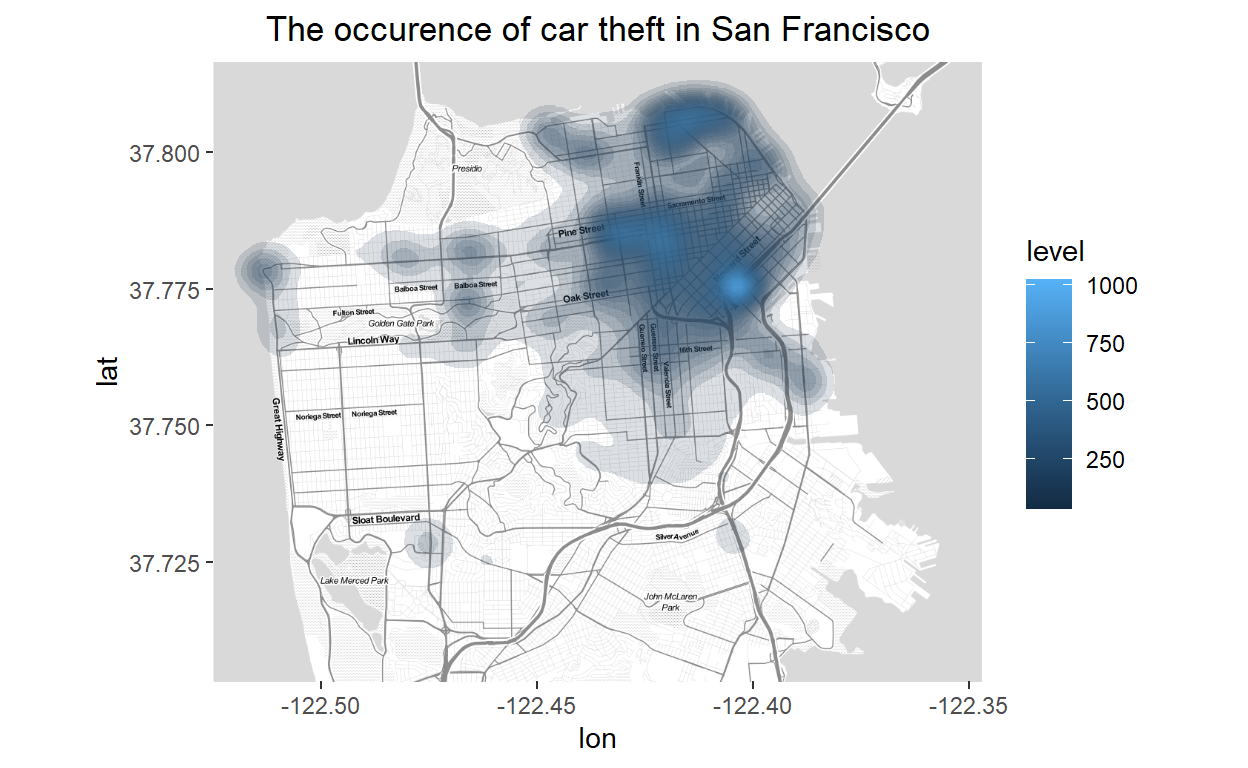 The occurence of car theft in San Francisco
lat
37.800
37.775
37.750
37.725
Presidio
Franklin Street
Sacramento Street
Pine Street
Street
Balboa Street
Balboa Street
Oak Street
Fulton Street
Golden Gate Park
Lincoln Way
Guerrero Street
Guerrero Street
16th Street
Valencia Street
Great Highway
Noriega Street
Noriega Street
Sloat Boulevard
Silver Avenue
Lake Merced Park
John McLaren
Park
-122.50
-122.45
-122.40
-122.35
lon
level
1000
750
500
250